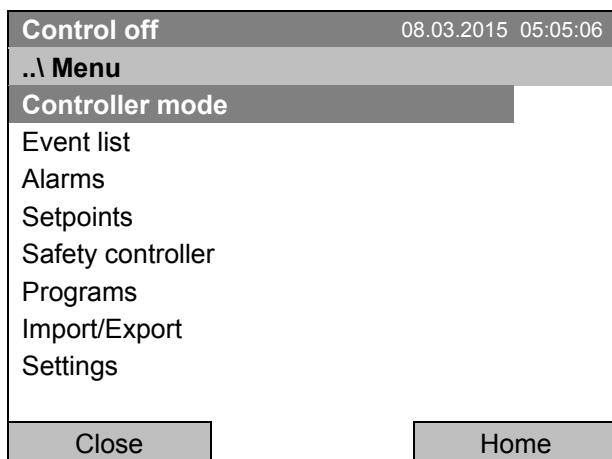 Control off 08.03.2015 05:05:06
..\ Menu
Controller mode
Event list
Alarms
Setpoints
Safety controller
Programs
Import/Export
Settings
Close Home